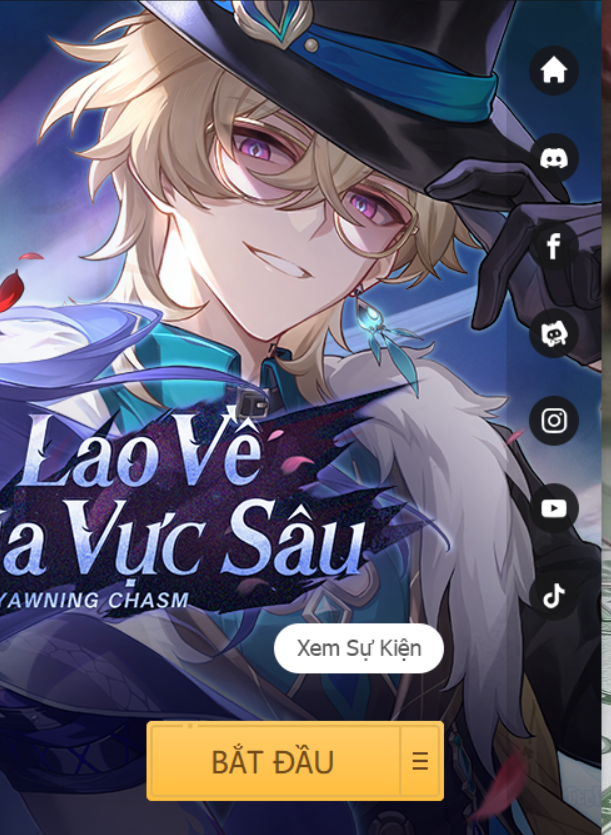 Lao Về
a Vực Sâu
YAWNING CHASM
Xem Sự Kiện
BẮT ĐẦU